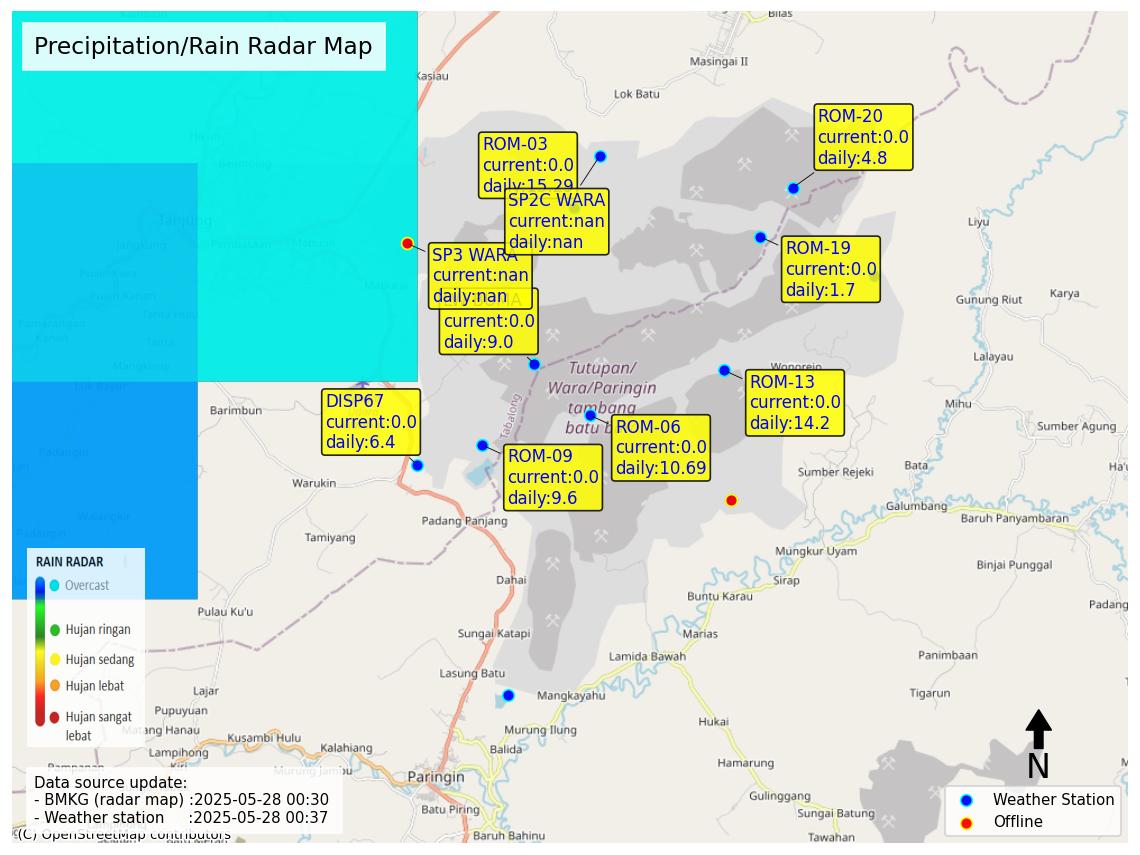 Precipitation/Rain Radar Map
Bilas
Masingai II
Kasiau
Lok Batu
ROM-20
current:0.0
daily:4.8
ROM-03
current:0.0
daily:15.29
SP2C WARA
current:nan
daily:nan
Tanjung
Liyu
SP3 WARA
current:nan
daily:nan
ROM-19
current:0.0
daily:1.7
Maburai
Gunung Riut
Karya
current:0.0
daily:9.0
Lalayau
Tutupan/
Wara/Paringin
tambang
batu b
Wonorejo
ROM-13
current:0.0
daily:14.2
DISP67
current:0.0
daily:6.4
Barimbun
Tabalong
Mihu
Sumber Agung
ROM-06
current:0.0
daily:10.69
ROM-09
current:0.0
daily:9.6
Warukin
Sumber Rejeki
Bata
Galumbang
Baruh Panyambaran
Padang Panjang
Tamiyang
Mungkur Uyam
Binjai Punggal
Dahai
Sirap
Buntu Karau
Padang
RAIN RADAR
Overcast
Hujan ringan
Hujan sedang
Hujan lebat
Hujan sangat
lebat
Pulau Ku'u
Sungai Katapi
Marias
Lamida Bawah
Panimbaan
Lasung Batu
Lajar
Mangkayahu
Tigarun
Pupuyuan
Matang Hanau
Hukai
Murung Ilung
Kusambi Hulu
Lampihong
Kalahiang
Balida
Hamarung
Murung Jambu
Paringin
Gulinggang
Batu Piring
Sungai Batung
Baruh Bahinu
Tawahan
N
Data source update:
- BMKG (radar map) :2025-05-28 00:30
- Weather station :2025-05-28 00:37
(C) OpenStreetMap contributors
Weather Station
Offline